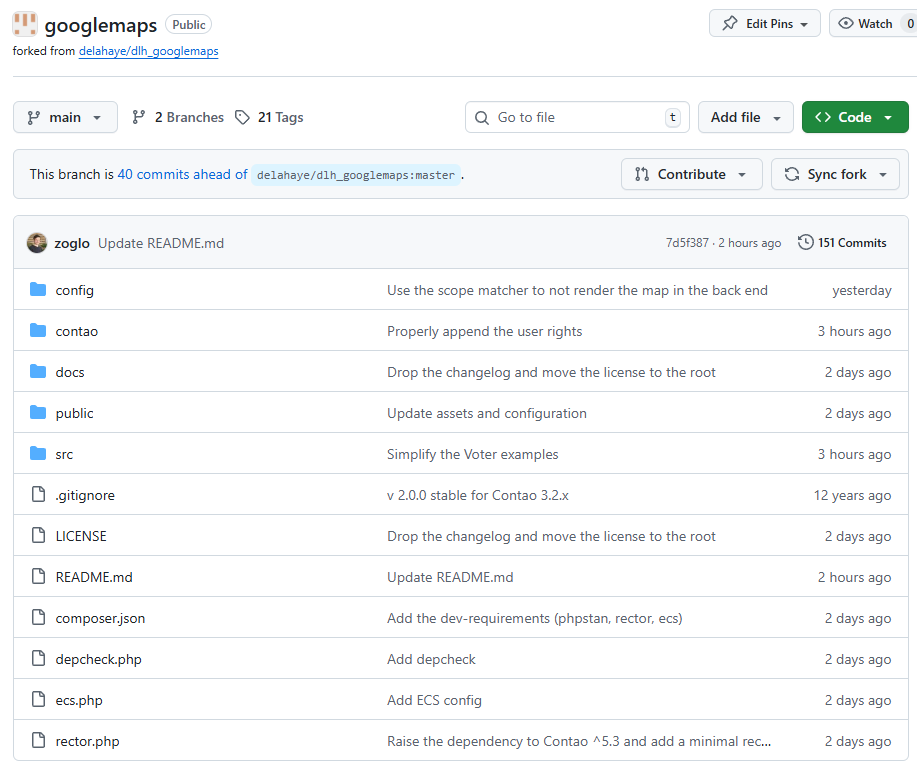 googlemaps Public Edit Pins Watch 0
forked from delahaye/dlh_googlemaps
main 2 Branches 21 Tags Go to file t Add file Code
This branch is 40 commits ahead of delahaye/dlh_googlemaps:master . Contribute Sync fork
zoglo Update README.md 7d5f387 · 2 hours ago 151 Commits
config Use the scope matcher to not render the map in the back end yesterday
contao Properly append the user rights 3 hours ago
docs Drop the changelog and move the license to the root 2 days ago
public Update assets and configuration 2 days ago
src Simplify the Voter examples 3 hours ago
.gitignore v 2.0.0 stable for Contao 3.2.x 12 years ago
LICENSE Drop the changelog and move the license to the root 2 days ago
README.md Update README.md 2 hours ago
composer.json Add the dev-requirements (phpstan, rector, ecs) 2 days ago
depcheck.php Add depcheck 2 days ago
ecs.php Add ECS config 2 days ago
rector.php Raise the dependency to Contao ^5.3 and add a minimal rec... 2 days ago